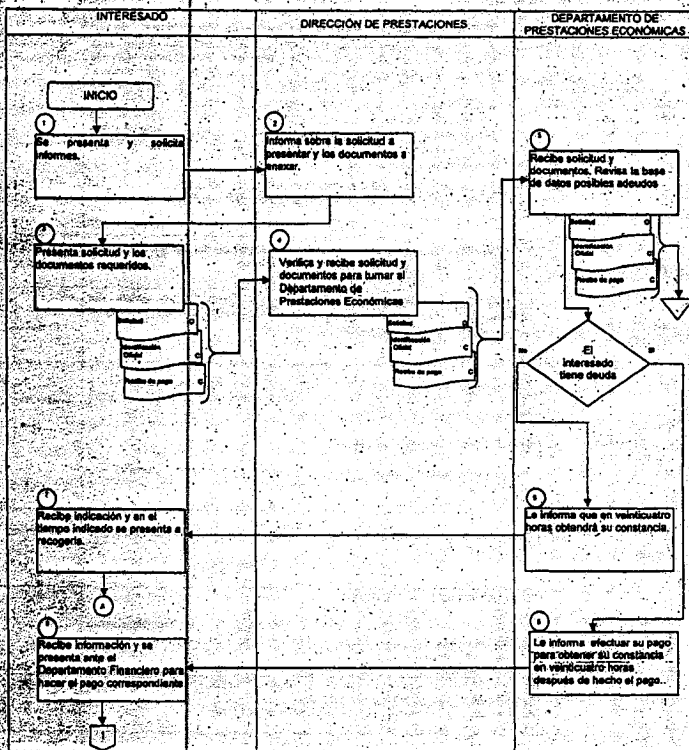 INTERESADO
DIRECCIÓN DE PRESTACIONES
DEPARTAMENTO DE
PRESTACIONES ECONÓMICAS
INICIO
1
Se presenta y solicita
informes.
2
Informa sobre la solicitud a
presentar y los documentos a
anexar.
3
Presenta solicitud y los
documentos requeridos.
Solicitud O
Identificación
Oficial C
Recibo de pago C
4
Verifica y recibe solicitud y
documentos para turnar al
Departamento de
Prestaciones Económicas
Solicitud O
Identificación
Oficial C
Recibo de pago C
Recibe solicitud y
documentos. Revisa la base
de datos posibles adeudos
Solicitud O
Identificación
Oficial C
Recibo de pago C
No
El
interesado
tiene deuda
Si
Le informa que en veinticuatro
horas obtendrá su constancia.
7
Recibe indicación y en el
tiempo indicado se presenta a
recogerla.
A
Le informa efectuar su pago
para obtener su constancia
en veinticuatro horas
después de hecho el pago.
Recibe información y se
presenta ante el
Departamento Financiero para
hacer el pago correspondiente
1